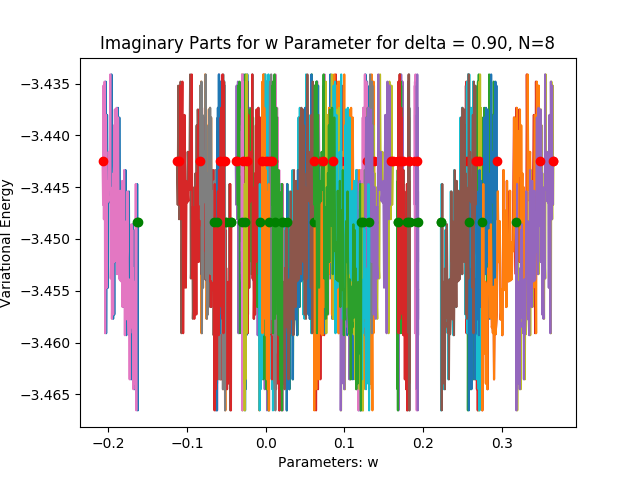 Imaginary Parts for w Parameter for delta = 0.90, N=8
Variational Energy
−3.435
−3.440
−3.445
−3.450
−3.455
−3.460
−3.465
−0.2 −0.1 0.0 0.1 0.2 0.3
Parameters: w